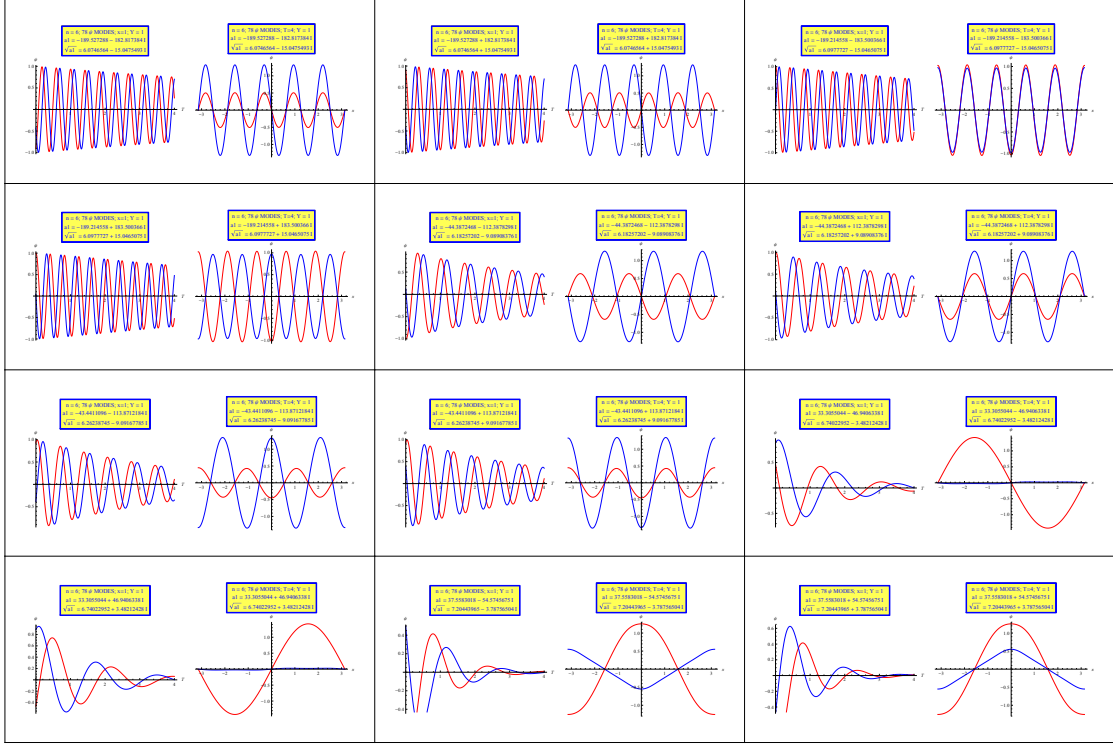 n = 6; 78 ϕ MODES; x=1; Y = 1
a1 = −189.527288 − 182.817384 I
√a1 = 6.0746564 − 15.0475493 I
n = 6; 78 ϕ MODES; T=4; Y = 1
a1 = −189.527288 − 182.817384 I
√a1 = 6.0746564 − 15.0475493 I
n = 6; 78 ϕ MODES; x=1; Y = 1
a1 = −189.527288 + 182.817384 I
√a1 = 6.0746564 + 15.0475493 I
n = 6; 78 ϕ MODES; T=4; Y = 1
a1 = −189.527288 + 182.817384 I
√a1 = 6.0746564 + 15.0475493 I
n = 6; 78 ϕ MODES; x=1; Y = 1
a1 = −189.214558 − 183.500366 I
√a1 = 6.0977727 − 15.0465075 I
n = 6; 78 ϕ MODES; T=4; Y = 1
a1 = −189.214558 − 183.500366 I
√a1 = 6.0977727 − 15.0465075 I
n = 6; 78 ϕ MODES; x=1; Y = 1
a1 = −189.214558 + 183.500366 I
√a1 = 6.0977727 + 15.0465075 I
n = 6; 78 ϕ MODES; T=4; Y = 1
a1 = −189.214558 + 183.500366 I
√a1 = 6.0977727 + 15.0465075 I
n = 6; 78 ϕ MODES; x=1; Y = 1
a1 = −44.3872468 − 112.387829 I
√a1 = 6.18257202 − 9.08908376 I
n = 6; 78 ϕ MODES; T=4; Y = 1
a1 = −44.3872468 − 112.387829 I
√a1 = 6.18257202 − 9.08908376 I
n = 6; 78 ϕ MODES; x=1; Y = 1
a1 = −44.3872468 + 112.387829 I
√a1 = 6.18257202 + 9.08908376 I
n = 6; 78 ϕ MODES; T=4; Y = 1
a1 = −44.3872468 + 112.387829 I
√a1 = 6.18257202 + 9.08908376 I
n = 6; 78 ϕ MODES; x=1; Y = 1
a1 = −43.4411096 − 113.871218 I
√a1 = 6.26238745 − 9.09167785 I
n = 6; 78 ϕ MODES; T=4; Y = 1
a1 = −43.4411096 − 113.871218 I
√a1 = 6.26238745 − 9.09167785 I
n = 6; 78 ϕ MODES; x=1; Y = 1
a1 = −43.4411096 + 113.871218 I
√a1 = 6.26238745 + 9.09167785 I
n = 6; 78 ϕ MODES; T=4; Y = 1
a1 = −43.4411096 + 113.871218 I
√a1 = 6.26238745 + 9.09167785 I
n = 6; 78 ϕ MODES; x=1; Y = 1
a1 = 33.3055044 − 46.9406338 I
√a1 = 6.74022952 − 3.48212428 I
n = 6; 78 ϕ MODES; T=4; Y = 1
a1 = 33.3055044 − 46.9406338 I
√a1 = 6.74022952 − 3.48212428 I
n = 6; 78 ϕ MODES; x=1; Y = 1
a1 = 33.3055044 + 46.9406338 I
√a1 = 6.74022952 + 3.48212428 I
n = 6; 78 ϕ MODES; T=4; Y = 1
a1 = 33.3055044 + 46.9406338 I
√a1 = 6.74022952 + 3.48212428 I
n = 6; 78 ϕ MODES; x=1; Y = 1
a1 = 37.5583018 − 54.5745675 I
√a1 = 7.20443965 − 3.78756504 I
n = 6; 78 ϕ MODES; T=4; Y = 1
a1 = 37.5583018 − 54.5745675 I
√a1 = 7.20443965 − 3.78756504 I
n = 6; 78 ϕ MODES; x=1; Y = 1
a1 = 37.5583018 + 54.5745675 I
√a1 = 7.20443965 + 3.78756504 I
n = 6; 78 ϕ MODES; T=4; Y = 1
a1 = 37.5583018 + 54.5745675 I
√a1 = 7.20443965 + 3.78756504 I